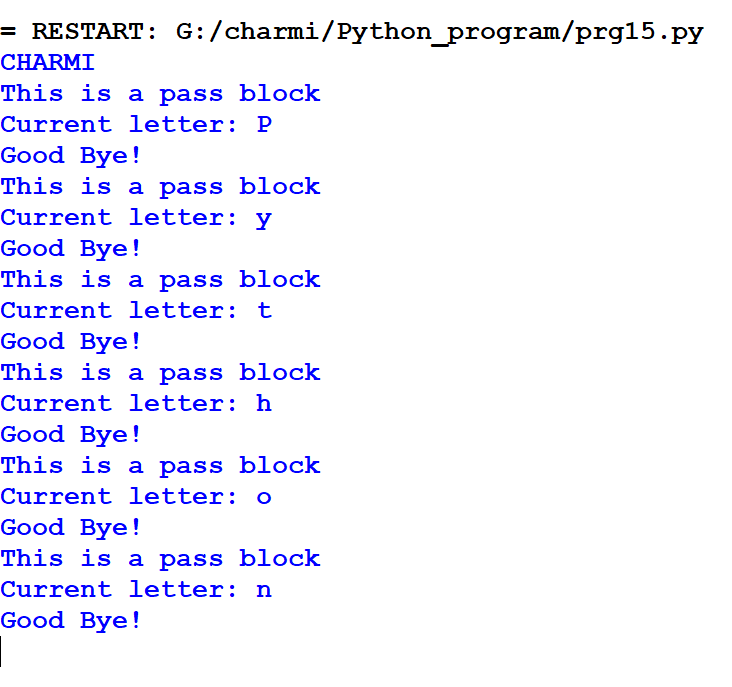 = RESTART: G:/charmi/Python_program/prg15.py
CHARMI
This is a pass block
Current letter: P
Good Bye!
This is a pass block
Current letter: y
Good Bye!
This is a pass block
Current letter: t
Good Bye!
This is a pass block
Current letter: h
Good Bye!
This is a pass block
Current letter: o
Good Bye!
This is a pass block
Current letter: n
Good Bye!